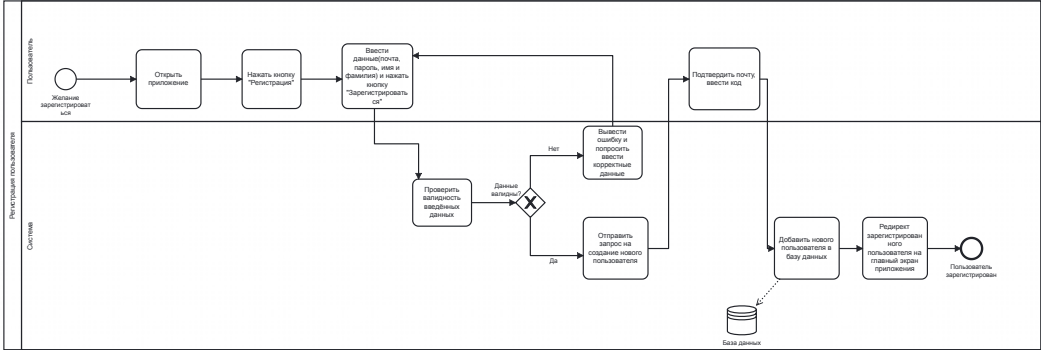 Регистрация пользователя
Пользователь
Желание
зарегистрироват
ься
Открыть
приложение
Нажать кнопку
"Регистрация"
Ввести
данные(почта,
пароль, имя и
фамилия) и нажать
кнопку
"Зарегистрировать
ся"
Подтвердить почту,
ввести код
Система
Проверить
валидность
введённых
данных
Данные
валидны?
Нет
Вывести
ошибку и
попросить
ввести
корректные
данные
Да
Отправить
запрос на
создание нового
пользователя
Добавить нового
пользователя в
базу данных
База данных
Редирект
зарегистрирован
ного
пользователя на
главный экран
приложения
Пользователь
зарегистрирован